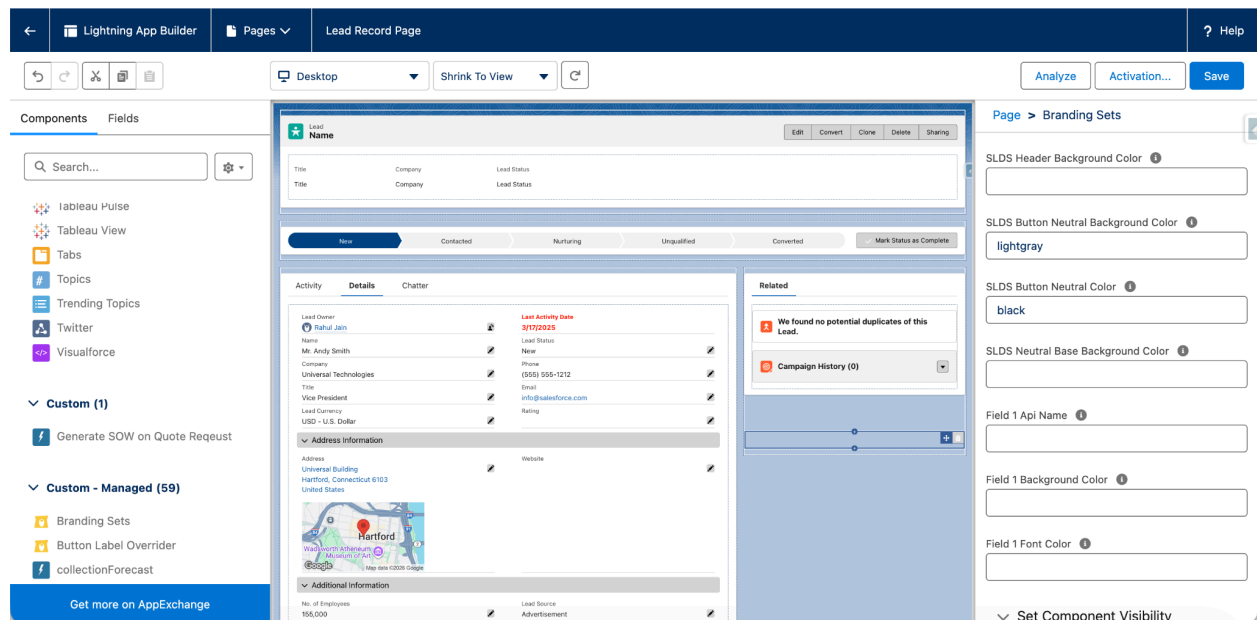 Lightning App Builder
Pages
Lead Record Page
? Help
Desktop
Shrink To View
Analyze
Activation...
Save
Components
Fields
Search...
Tableau Pulse
Tableau View
Tabs
Topics
Trending Topics
Twitter
Visualforce
Custom (1)
Generate SOW on Quote Reqeust
Custom - Managed (59)
Branding Sets
Button Label Overrider
collectionForecast
Get more on AppExchange
Lead
Name
Edit
Convert
Clone
Delete
Sharing
Title
Company
Lead Status
Title
Company
Lead Status
New
Contacted
Nurturing
Unqualified
Converted
Mark Status as Complete
Activity
Details
Chatter
Lead Owner
Rahul Jain
Last Activity Date
3/17/2025
Name
Mr. Andy Smith
Lead Status
New
Company
Universal Technologies
Phone
(555) 555-1212
Title
Vice President
Email
info@salesforce.com
Lead Currency
USD - U.S. Dollar
Rating
Address Information
Address
Universal Building
Hartford, Connecticut 6103
United States
Website
Hartford
Wadsworth Atheneum
Museum of Art
Google
Map data ©2026 Google
Additional Information
No. of Employees
155,000
Lead Source
Advertisement
Related
We found no potential duplicates of this
Lead.
Campaign History (0)
Page > Branding Sets
SLDS Header Background Color
SLDS Button Neutral Background Color
lightgray
SLDS Button Neutral Color
black
SLDS Neutral Base Background Color
Field 1 Api Name
Field 1 Background Color
Field 1 Font Color
Set Component Visibility